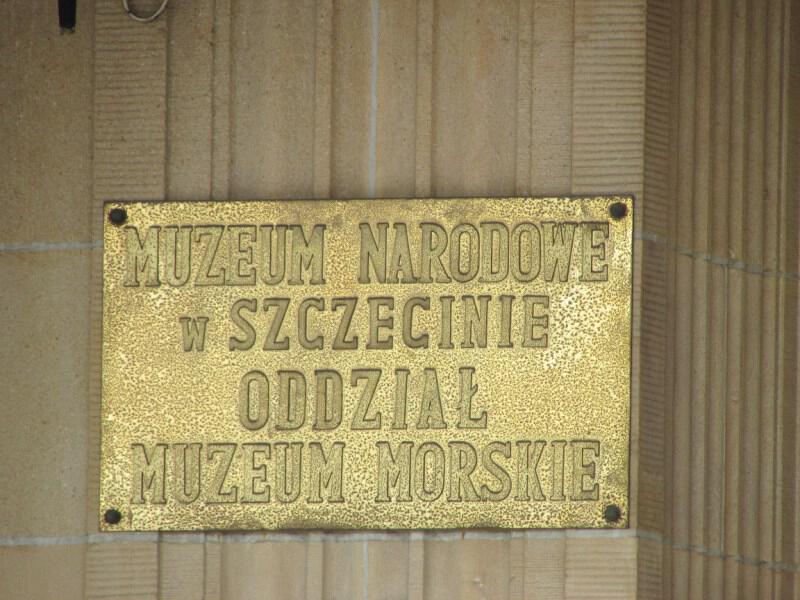 MUZEUM NARODOWE
W SZCZECINIE
ODDZIAŁ
MUZEUM MORSKIE